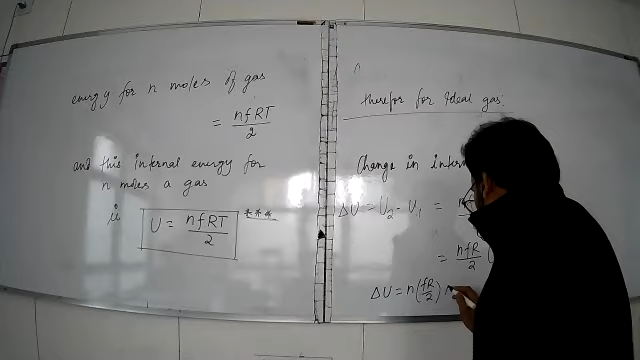 energy for n moles of gas
= nfRT/2
and this internal energy for
n moles a gas
is U = nfRT/2 ***
therefor for Ideal gas.
Change in intern
ΔU = U₂ - U₁ =
= nfR/2 (
ΔU = n(fR/2)